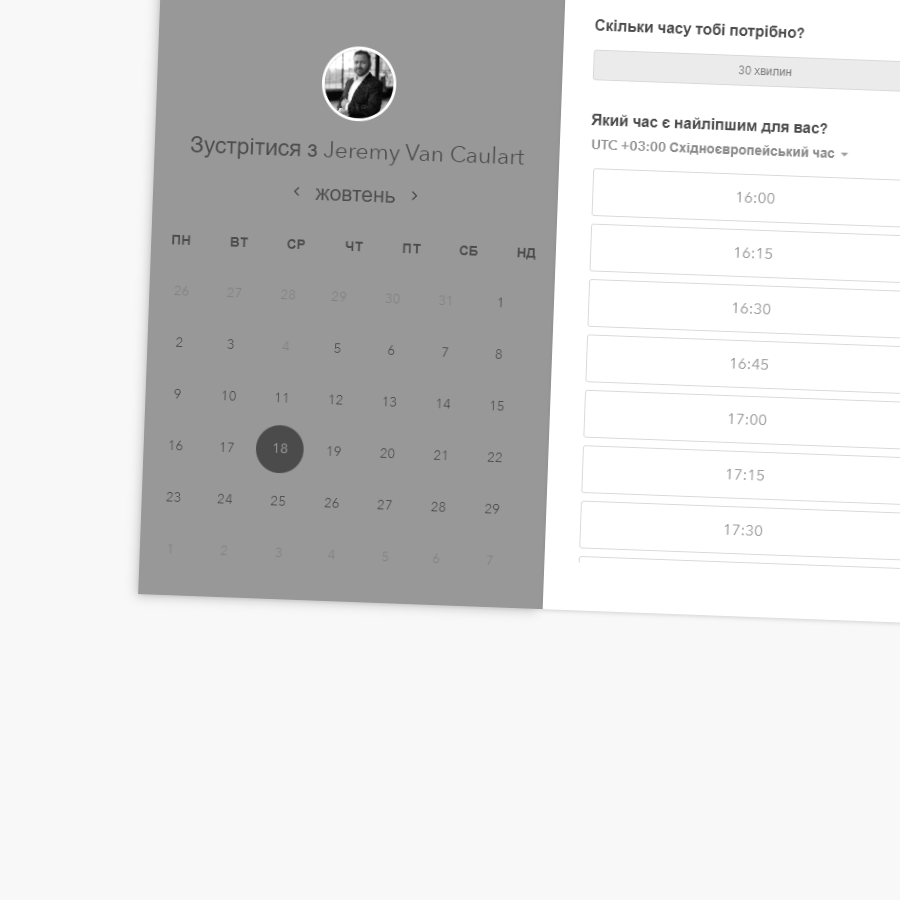 Зустрітися з Jeremy Van Caulart
жовтень
ПН ВТ СР ЧТ ПТ СБ НД
26 27 28 29 30 31 1
2 3 4 5 6 7 8
9 10 11 12 13 14 15
16 17 18 19 20 21 22
23 24 25 26 27 28 29
1 2 3 4 5 6 7
Скільки часу тобі потрібно?
30 хвилин
Який час є найліпшим для вас?
UTC +03:00 Східноєвропейський час
16:00
16:15
16:30
16:45
17:00
17:15
17:30